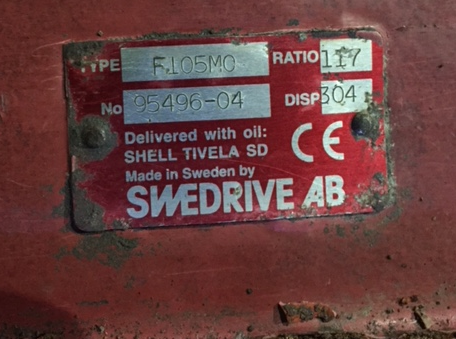 TYPE F105MO RATIO 117
No 95496-04 DISP 304
Delivered with oil:
SHELL TIVELA SD
CE
Made in Sweden by
SWEDRIVE AB